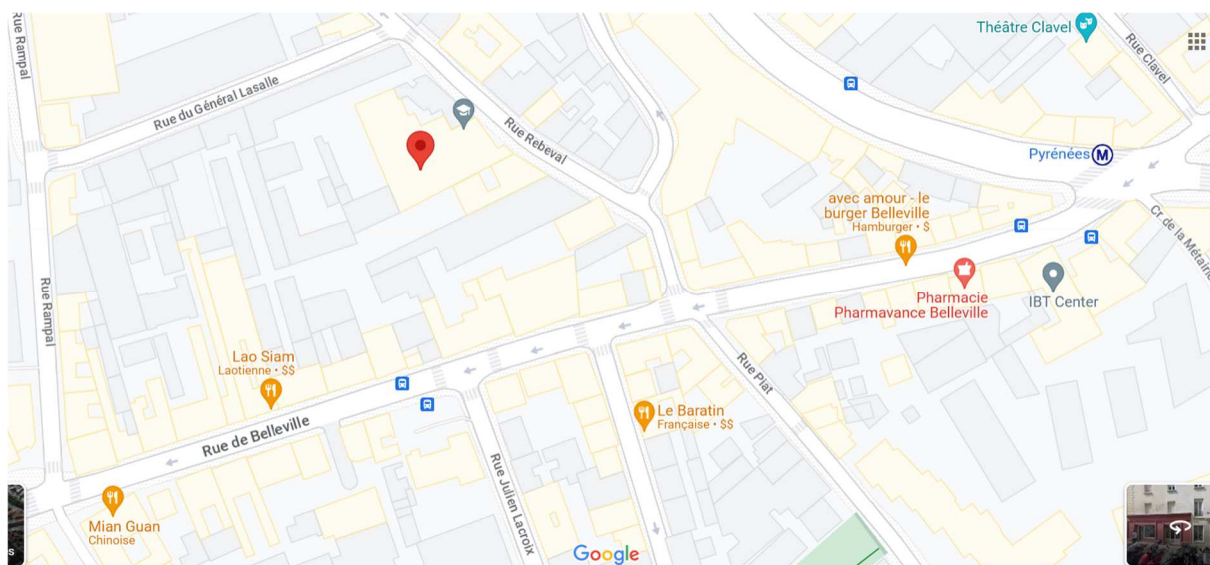 Théâtre Clavel
Rue Clavel
Rue Rampal
Rue du Général Lasalle
Rue Rebeval
Pyrénées
M
avec amour - le
burger Belleville
Hamburger • $
Cr de la Métairie
Pharmacie
Pharmavance Belleville
IBT Center
Rue Rampal
Lao Siam
Laotienne • $$
Rue Piat
Le Baratin
Française • $$
Rue de Belleville
Rue Julien Lacroix
Mian Guan
Chinoise
s
Google